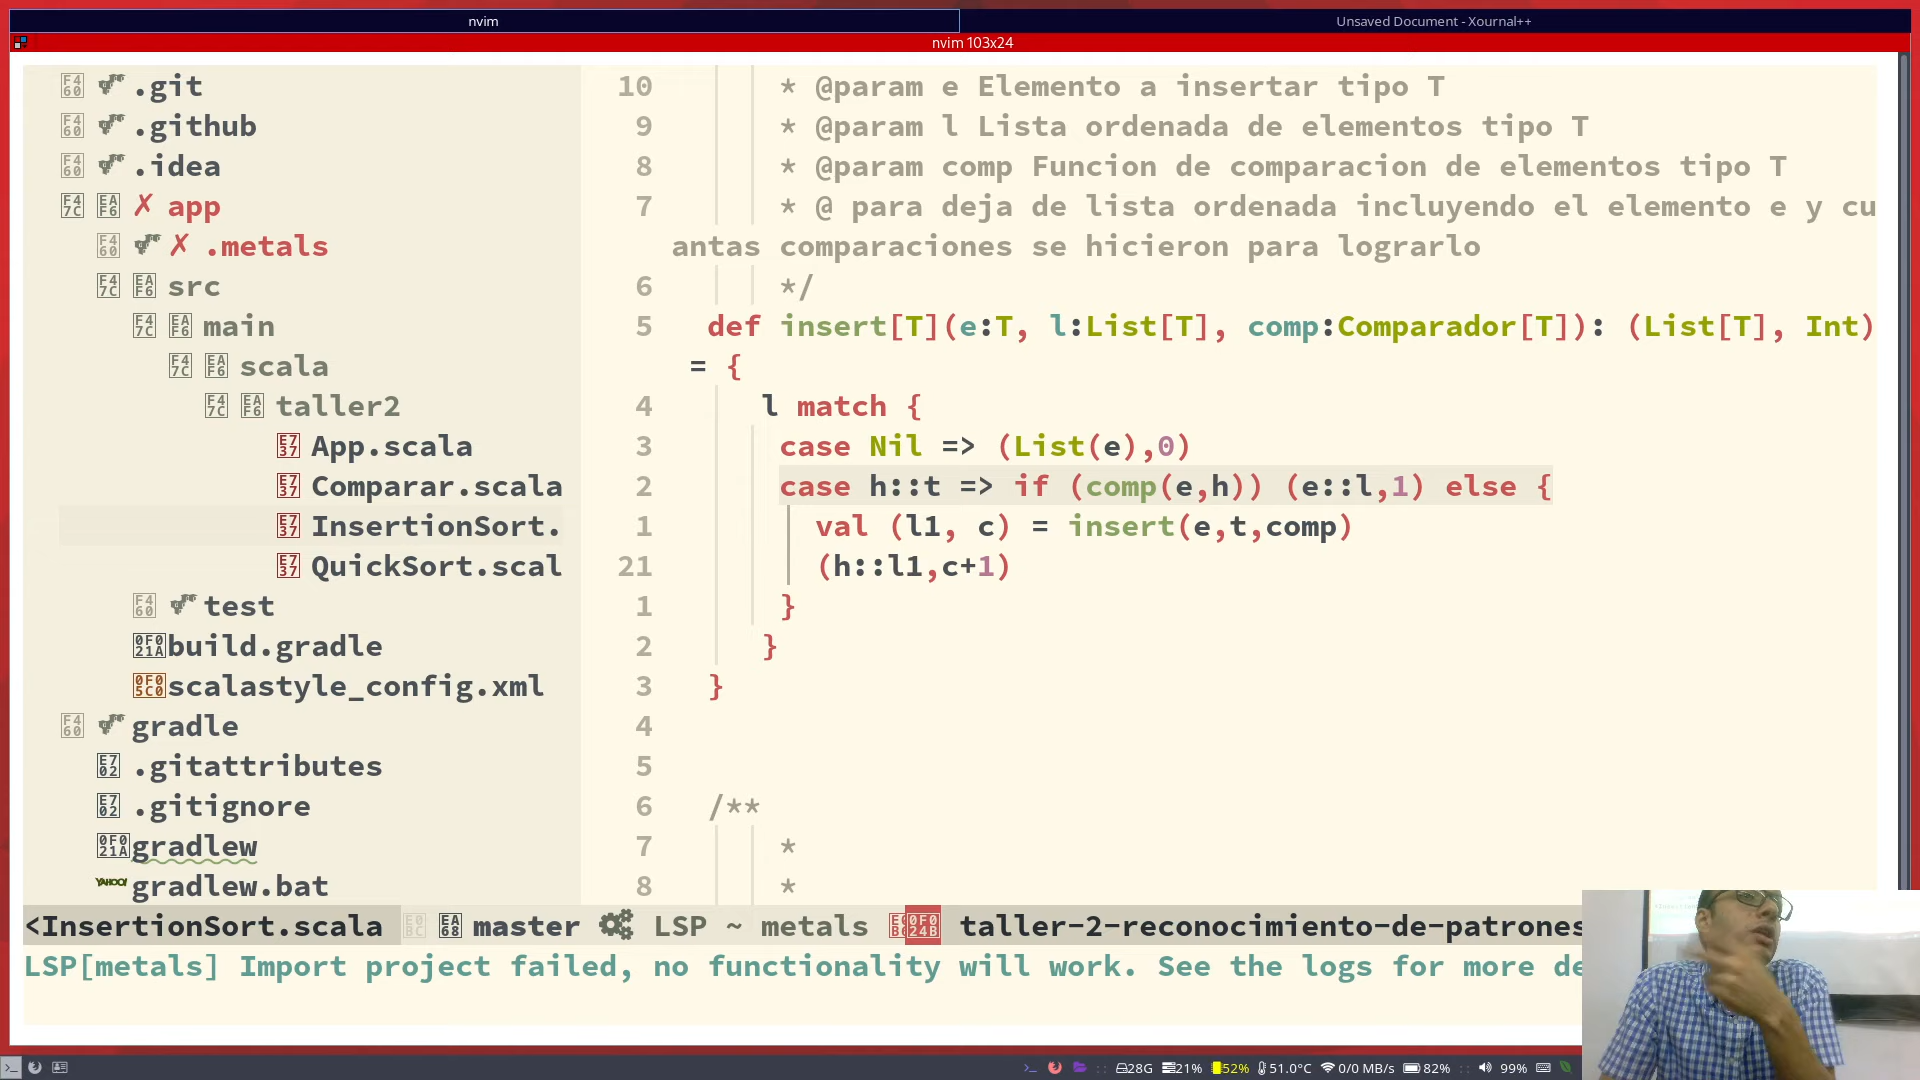 nvim
Unsaved Document - Xournal++
nvim 103x24
.git
.github
.idea
✗ app
✗ .metals
src
main
scala
taller2
App.scala
Comparar.scala
InsertionSort.
QuickSort.scal
test
build.gradle
scalastyle_config.xml
gradle
.gitattributes
.gitignore
gradlew
YAHOO! gradlew.bat
10 * @param e Elemento a insertar tipo T
9 * @param l Lista ordenada de elementos tipo T
8 * @param comp Funcion de comparacion de elementos tipo T
7 * @ para deja de lista ordenada incluyendo el elemento e y cu
antas comparaciones se hicieron para lograrlo
6 */
5 def insert[T](e:T, l:List[T], comp:Comparador[T]): (List[T], Int)
= {
4 l match {
3 case Nil => (List(e),0)
2 case h::t => if (comp(e,h)) (e::l,1) else {
1 val (l1, c) = insert(e,t,comp)
21 (h::l1,c+1)
1 }
2 }
3 }
4
5
6 /**
7 *
8 *
<InsertionSort.scala master LSP ~ metals taller-2-reconocimiento-de-patrones
LSP[metals] Import project failed, no functionality will work. See the logs for more de
28G 21% 52% 51.0°C 0/0 MB/s 82% 99%